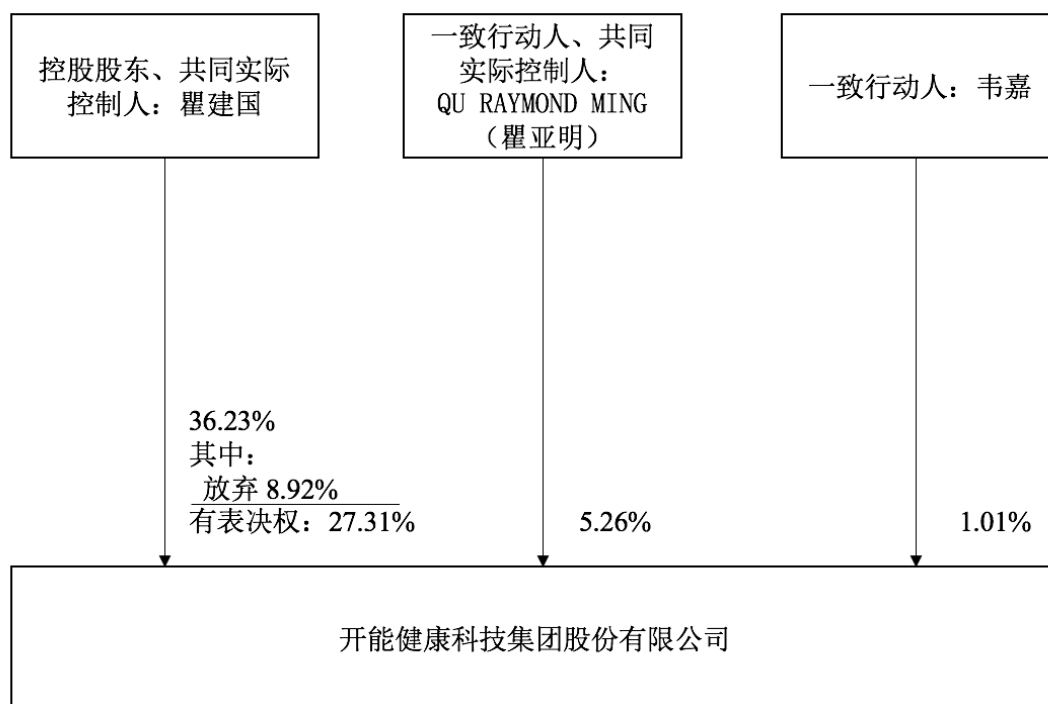 控股股东、共同实际
控制人：瞿建国
一致行动人、共同
实际控制人：
QU RAYMOND MING
（瞿亚明）
一致行动人：韦嘉
36.23%
其中：
放弃 8.92%
有表决权：27.31%
5.26%
1.01%
开能健康科技集团股份有限公司